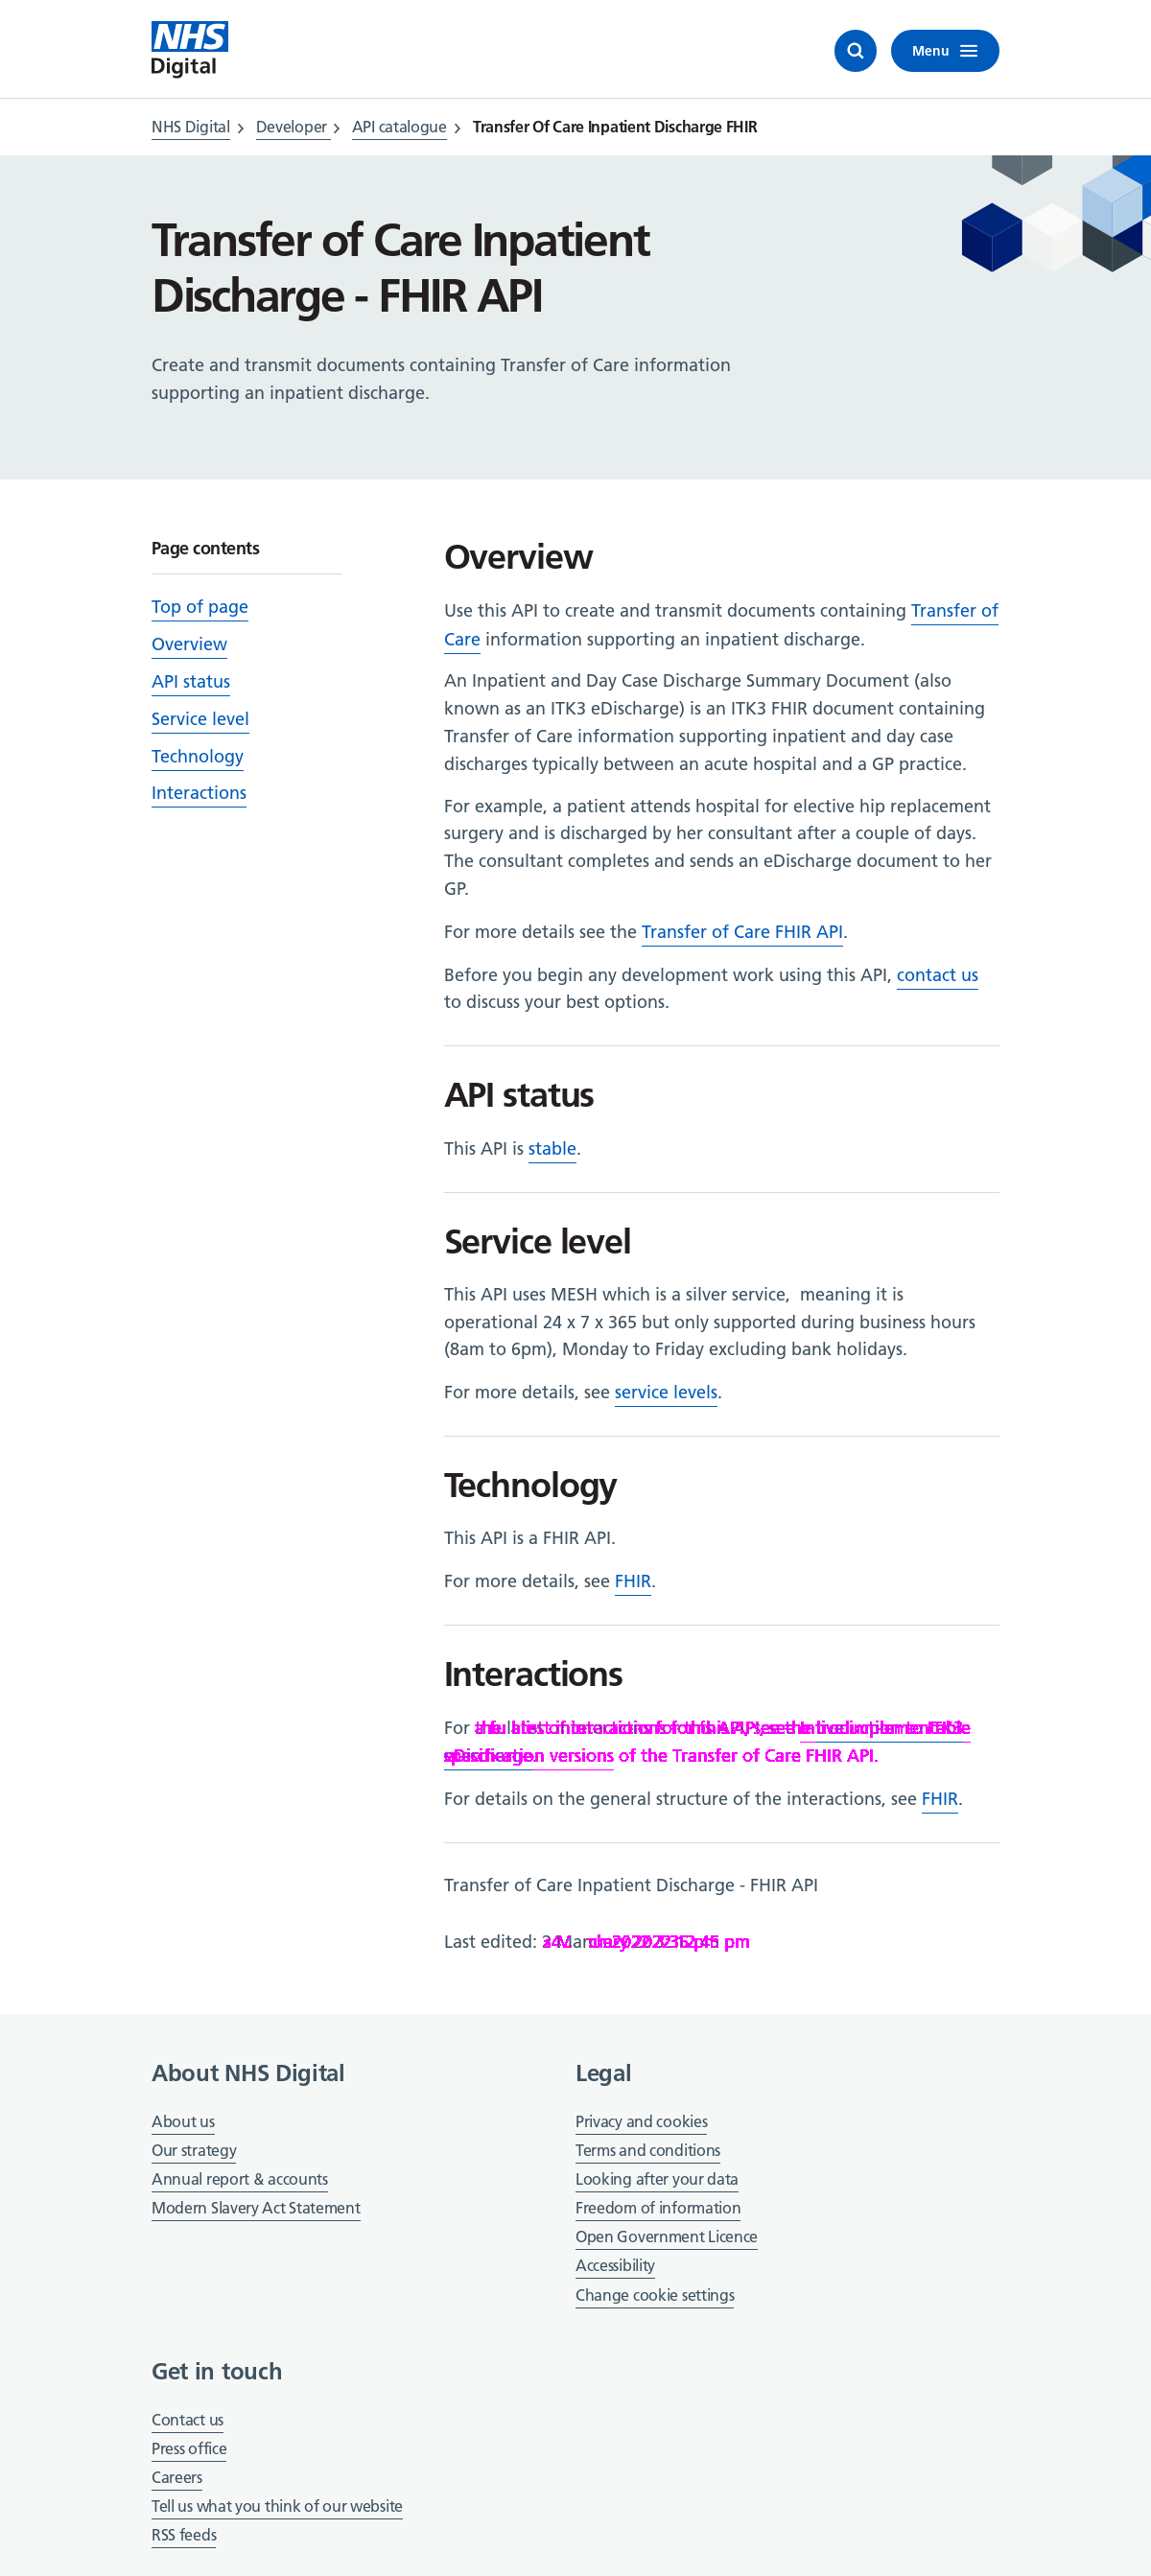 NHS
Digital
Menu
NHS Digital
Developer
API catalogue
Transfer Of Care Inpatient Discharge FHIR
Transfer of Care Inpatient
Discharge - FHIR API
Create and transmit documents containing Transfer of Care information
supporting an inpatient discharge.
Page contents
Top of page
Overview
API status
Service level
Technology
Interactions
Overview
Use this API to create and transmit documents containing Transfer of
Care information supporting an inpatient discharge.
An Inpatient and Day Case Discharge Summary Document (also
known as an ITK3 eDischarge) is an ITK3 FHIR document containing
Transfer of Care information supporting inpatient and day case
discharges typically between an acute hospital and a GP practice.
For example, a patient attends hospital for elective hip replacement
surgery and is discharged by her consultant after a couple of days.
The consultant completes and sends an eDischarge document to her
GP.
For more details see the Transfer of Care FHIR API.
Before you begin any development work using this API, contact us
to discuss your best options.
API status
This API is stable.
Service level
This API uses MESH which is a silver service, meaning it is
operational 24 x 7 x 365 but only supported during business hours
(8am to 6pm), Monday to Friday excluding bank holidays.
For more details, see service levels.
Technology
This API is a FHIR API.
For more details, see FHIR.
Interactions
For
versions of the Transfer of Care FHIR API.
For details on the general structure of the interactions, see FHIR.
Transfer of Care Inpatient Discharge - FHIR API
Last edited:
About NHS Digital
About us
Our strategy
Annual report & accounts
Modern Slavery Act Statement
Legal
Privacy and cookies
Terms and conditions
Looking after your data
Freedom of information
Open Government Licence
Accessibility
Change cookie settings
Get in touch
Contact us
Press office
Careers
Tell us what you think of our website
RSS feeds